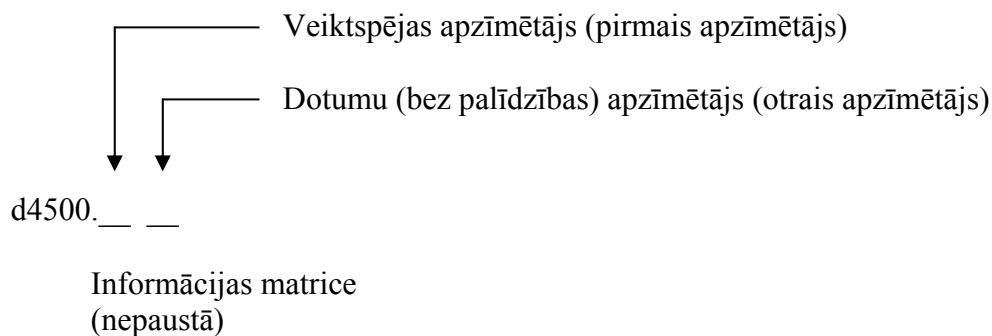 Veiktspējas apzīmētājs (pirmais apzīmētājs)
Dotumu (bez palīdzības) apzīmētājs (otrais apzīmētājs)
d4500.__ __
Informācijas matrice
(nepaustā)